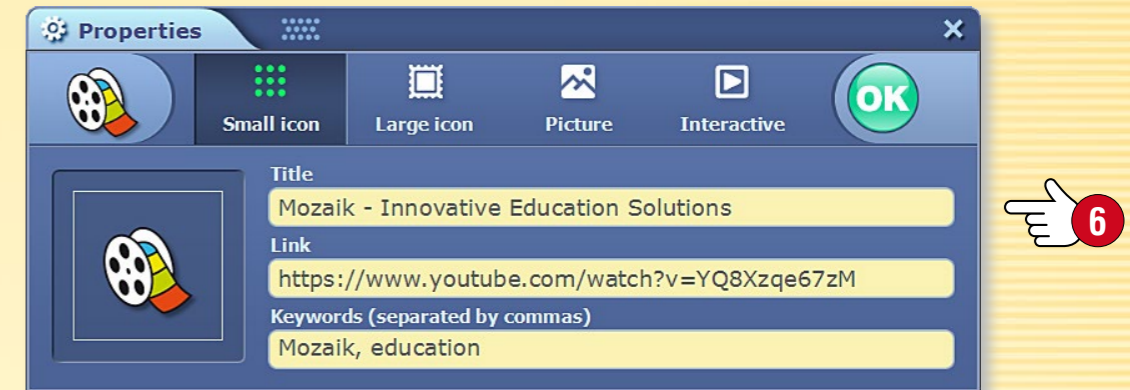 Properties
Small icon Large icon Picture Interactive OK
Title
Mozaik - Innovative Education Solutions
6
Link
https://www.youtube.com/watch?v=YQ8Xzqe67zM
Keywords (separated by commas)
Mozaik, education